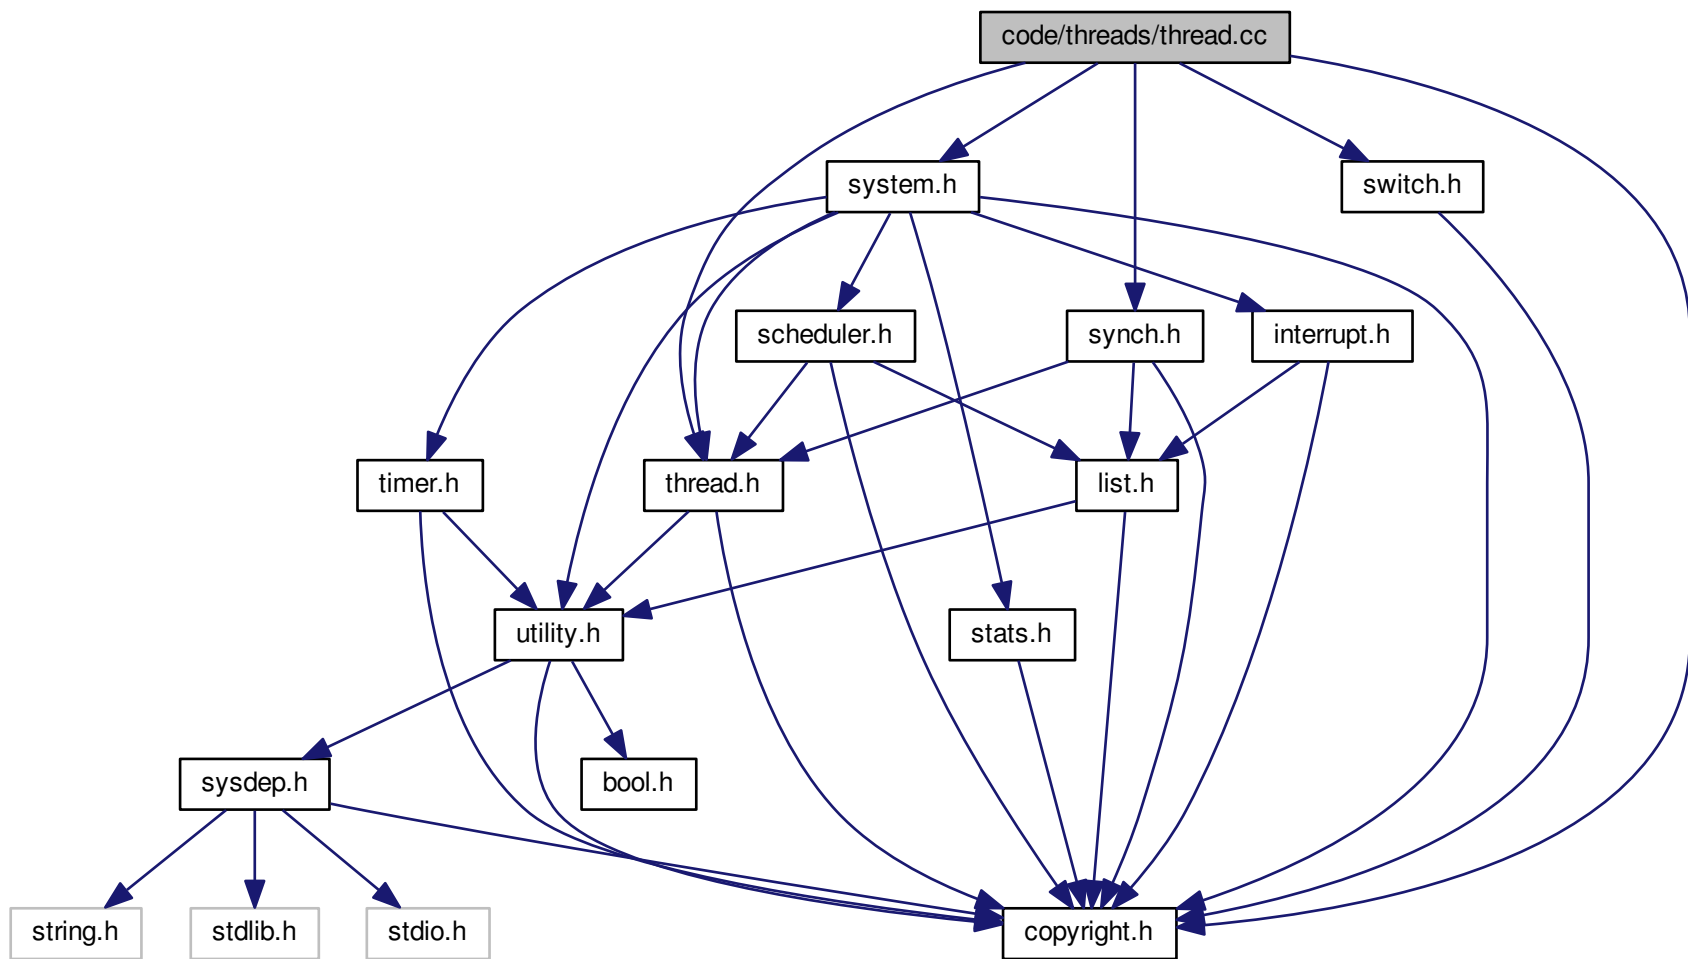 code/threads/thread.cc
system.h
switch.h
scheduler.h
synch.h
interrupt.h
timer.h
thread.h
list.h
utility.h
stats.h
sysdep.h
bool.h
string.h
stdlib.h
stdio.h
copyright.h